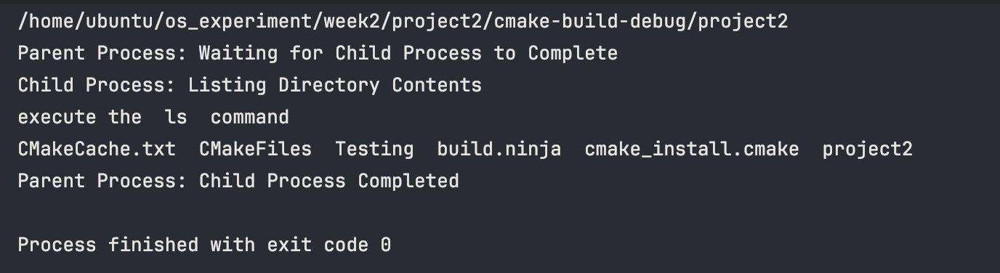 /home/ubuntu/os_experiment/week2/project2/cmake-build-debug/project2
Parent Process: Waiting for Child Process to Complete
Child Process: Listing Directory Contents
execute the  ls  command
CMakeCache.txt  CMakeFiles  Testing  build.ninja  cmake_install.cmake  project2
Parent Process: Child Process Completed
Process finished with exit code 0